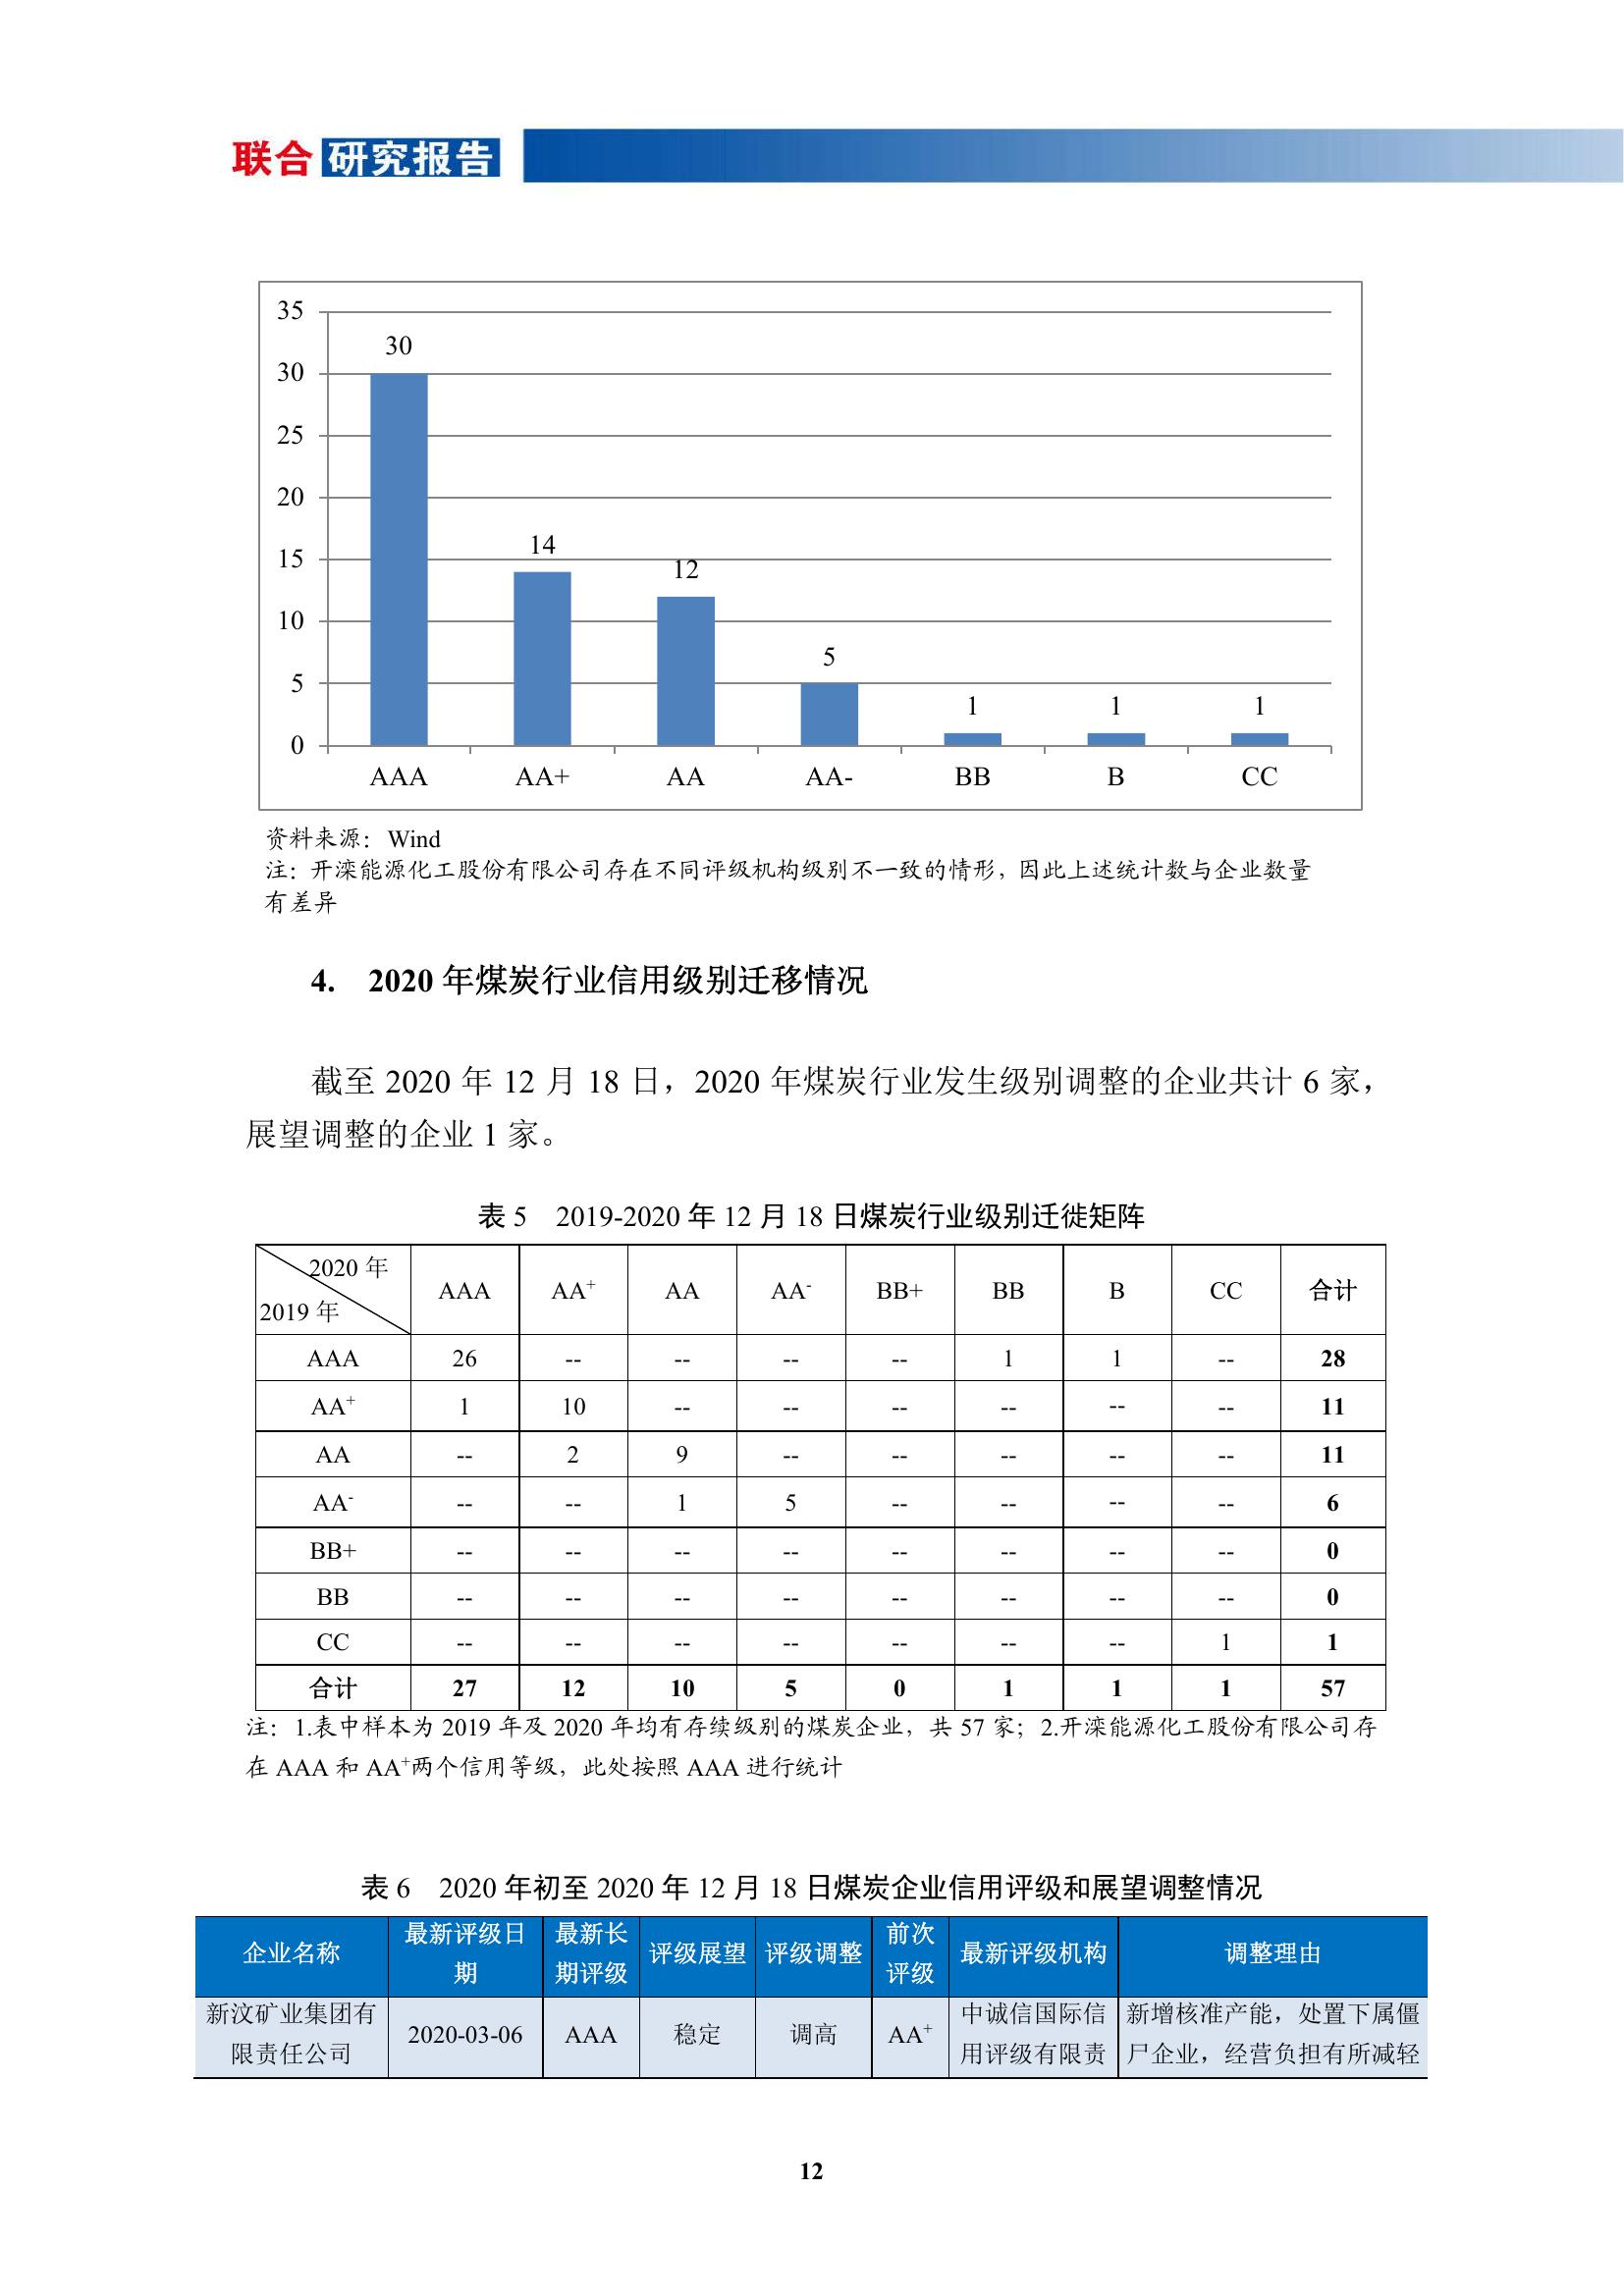 联合 研究报告
35
30
25
20
15
10
5
0
30
14
12
5
1
1
1
AAA AA+ AA AA- BB B CC
资料来源：Wind
注：开滦能源化工股份有限公司存在不同评级机构级别不一致的情形，因此上述统计数与企业数量
有差异
4. 2020 年煤炭行业信用级别迁移情况
截至 2020 年 12 月 18 日，2020 年煤炭行业发生级别调整的企业共计 6 家，
展望调整的企业 1 家。
表 5 2019-2020 年 12 月 18 日煤炭行业级别迁徙矩阵
2020 年
2019 年
AAA AA+ AA AA- BB+ BB B CC 合计
AAA 26 -- -- -- -- 1 1 -- 28
AA+ 1 10 -- -- -- -- -- -- 11
AA -- 2 9 -- -- -- -- -- 11
AA- -- -- 1 5 -- -- -- -- 6
BB+ -- -- -- -- -- -- -- -- 0
BB -- -- -- -- -- -- -- -- 0
CC -- -- -- -- -- -- -- 1 1
合计 27 12 10 5 0 1 1 1 57
注：1.表中样本为 2019 年及 2020 年均有存续级别的煤炭企业，共 57 家；2.开滦能源化工股份有限公司存
在 AAA 和 AA+两个信用等级，此处按照 AAA 进行统计
表 6 2020 年初至 2020 年 12 月 18 日煤炭企业信用评级和展望调整情况
企业名称
最新评级日
期
最新长
期评级
评级展望
评级调整
前次
评级
最新评级机构
调整理由
新汶矿业集团有
限责任公司
2020-03-06
AAA
稳定
调高
AA+
中诚信国际信
用评级有限责
新增核准产能，处置下属僵
尸企业，经营负担有所减轻
12